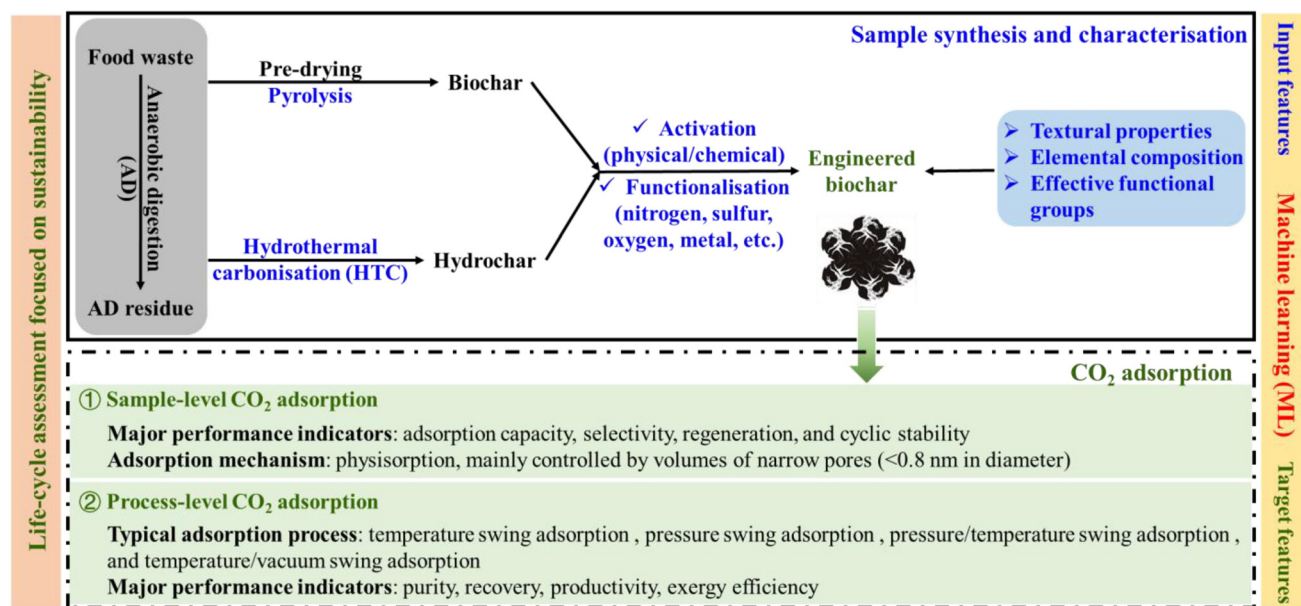 Life-cycle assessment focused on sustainability
Sample synthesis and characterisation
Food waste
Anaerobic digestion
(AD)
AD residue
Pre-drying
Pyrolysis
Biochar
Hydrothermal
carbonisation (HTC)
Hydrochar
✓ Activation
(physical/chemical)
✓ Functionalisation
(nitrogen, sulfur,
oxygen, metal, etc.)
Engineered
biochar
➢ Textural properties
➢ Elemental composition
➢ Effective functional
groups
CO₂ adsorption
① Sample-level CO₂ adsorption
Major performance indicators: adsorption capacity, selectivity, regeneration, and cyclic stability
Adsorption mechanism: physisorption, mainly controlled by volumes of narrow pores (<0.8 nm in diameter)
② Process-level CO₂ adsorption
Typical adsorption process: temperature swing adsorption , pressure swing adsorption , pressure/temperature swing adsorption ,
and temperature/vacuum swing adsorption
Major performance indicators: purity, recovery, productivity, exergy efficiency
Input features
Machine learning (ML)
Target features